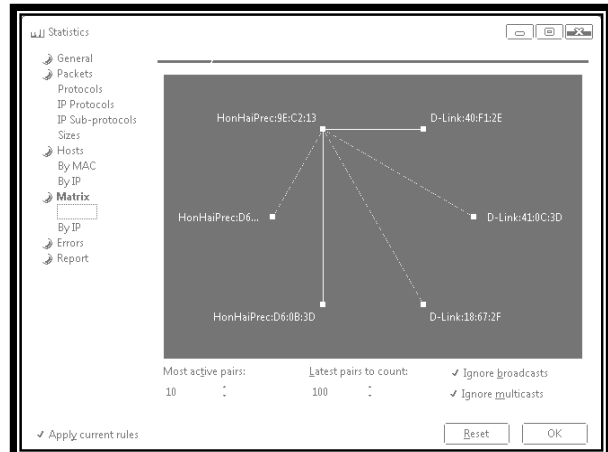 Statistics
General
Packets
Protocols
IP Protocols
IP Sub-protocols
Sizes
Hosts
By MAC
By IP
Matrix
By IP
Errors
Report
HonHaiPrec:9E:C2:13
D-Link:40:F1:2E
HonHaiPrec:D6...
D-Link:41:0C:3D
HonHaiPrec:D6:0B:3D
D-Link:18:67:2F
Most active pairs:
Latest pairs to count:
Ignore broadcasts
10
100
Ignore multicasts
Apply current rules
Reset
OK